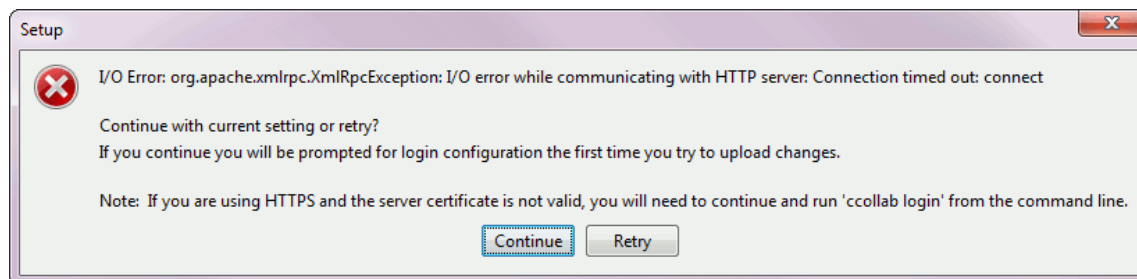 Setup
I/O Error: org.apache.xmlrpc.XmlRpcException: I/O error while communicating with HTTP server: Connection timed out: connect
Continue with current setting or retry?
If you continue you will be prompted for login configuration the first time you try to upload changes.
Note:  If you are using HTTPS and the server certificate is not valid, you will need to continue and run 'ccollab login' from the command line.
Continue
Retry